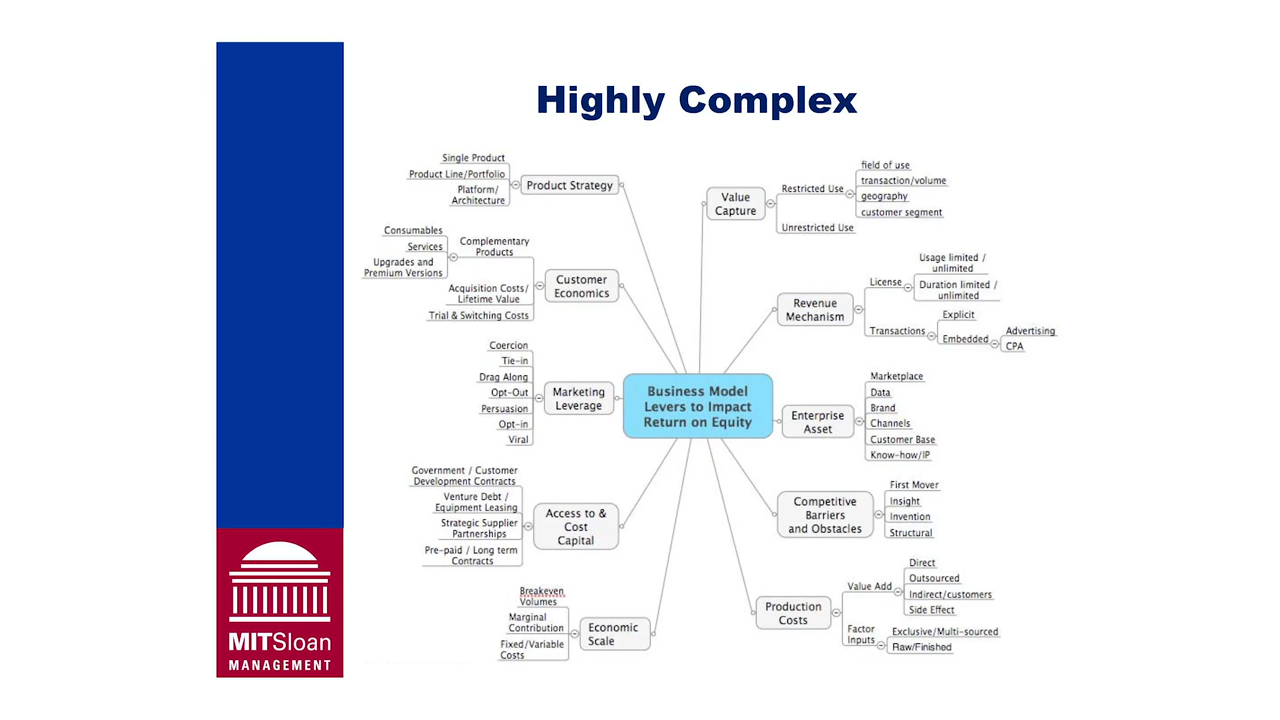 Highly Complex
Single Product
Product Line/Portfolio
Platform/
Architecture
Product Strategy
Consumables
Services
Upgrades and
Premium Versions
Complementary
Products
Acquisition Costs/
Lifetime Value
Trial & Switching Costs
Customer
Economics
Coercion
Tie-in
Drag Along
Opt-Out
Persuasion
Opt-in
Viral
Marketing
Leverage
Government / Customer
Development Contracts
Venture Debt /
Equipment Leasing
Strategic Supplier
Partnerships
Pre-paid / Long term
Contracts
Access to &
Cost
Capital
Breakeven
Volumes
Marginal
Contribution
Fixed/Variable
Costs
Economic
Scale
Business Model
Levers to Impact
Return on Equity
Value
Capture
Restricted Use
field of use
transaction/volume
geography
customer segment
Unrestricted Use
Revenue
Mechanism
License
Usage limited /
unlimited
Duration limited /
unlimited
Transactions
Explicit
Embedded
Advertising
CPA
Enterprise
Asset
Marketplace
Data
Brand
Channels
Customer Base
Know-how/IP
Competitive
Barriers
and Obstacles
First Mover
Insight
Invention
Structural
Production
Costs
Value Add
Direct
Outsourced
Indirect/customers
Side Effect
Factor
Inputs
Exclusive/Multi-sourced
Raw/Finished
MITSloan
MANAGEMENT